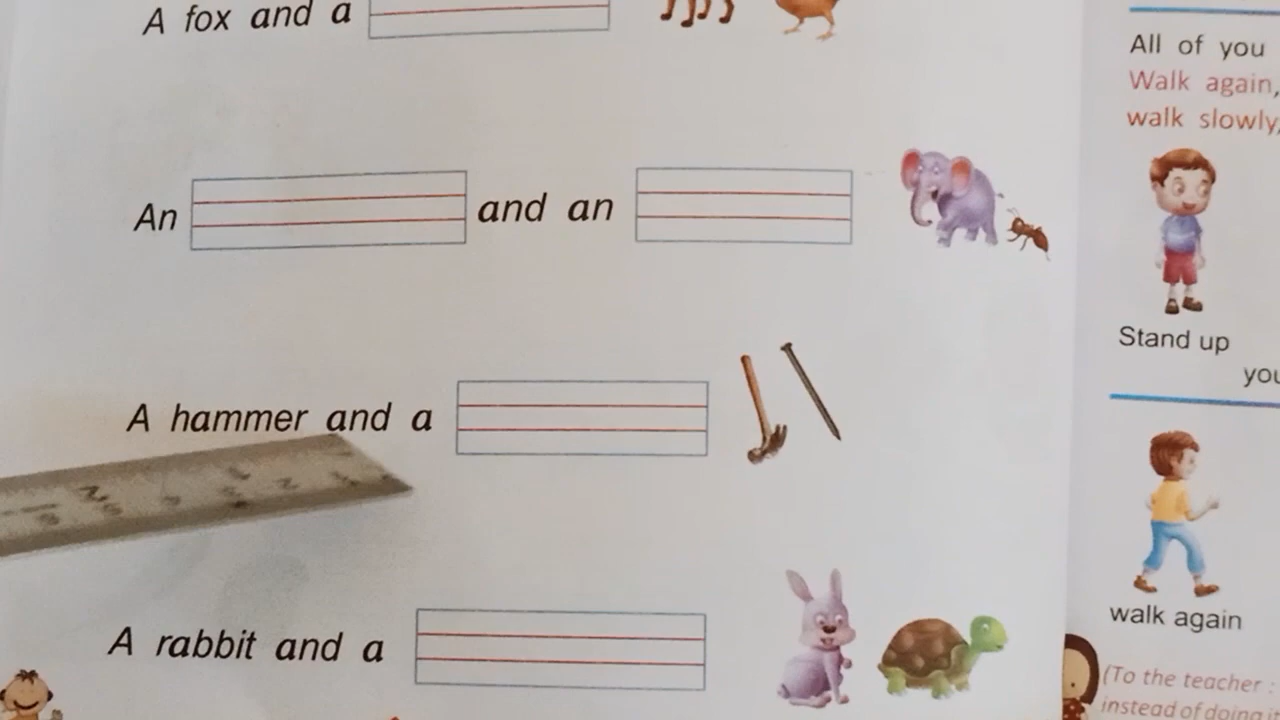 A fox and a
An and an
A hammer and a
A rabbit and a
All of you
Walk again,
walk slowly,
Stand up
you
walk again
(To the teacher :
instead of doing it